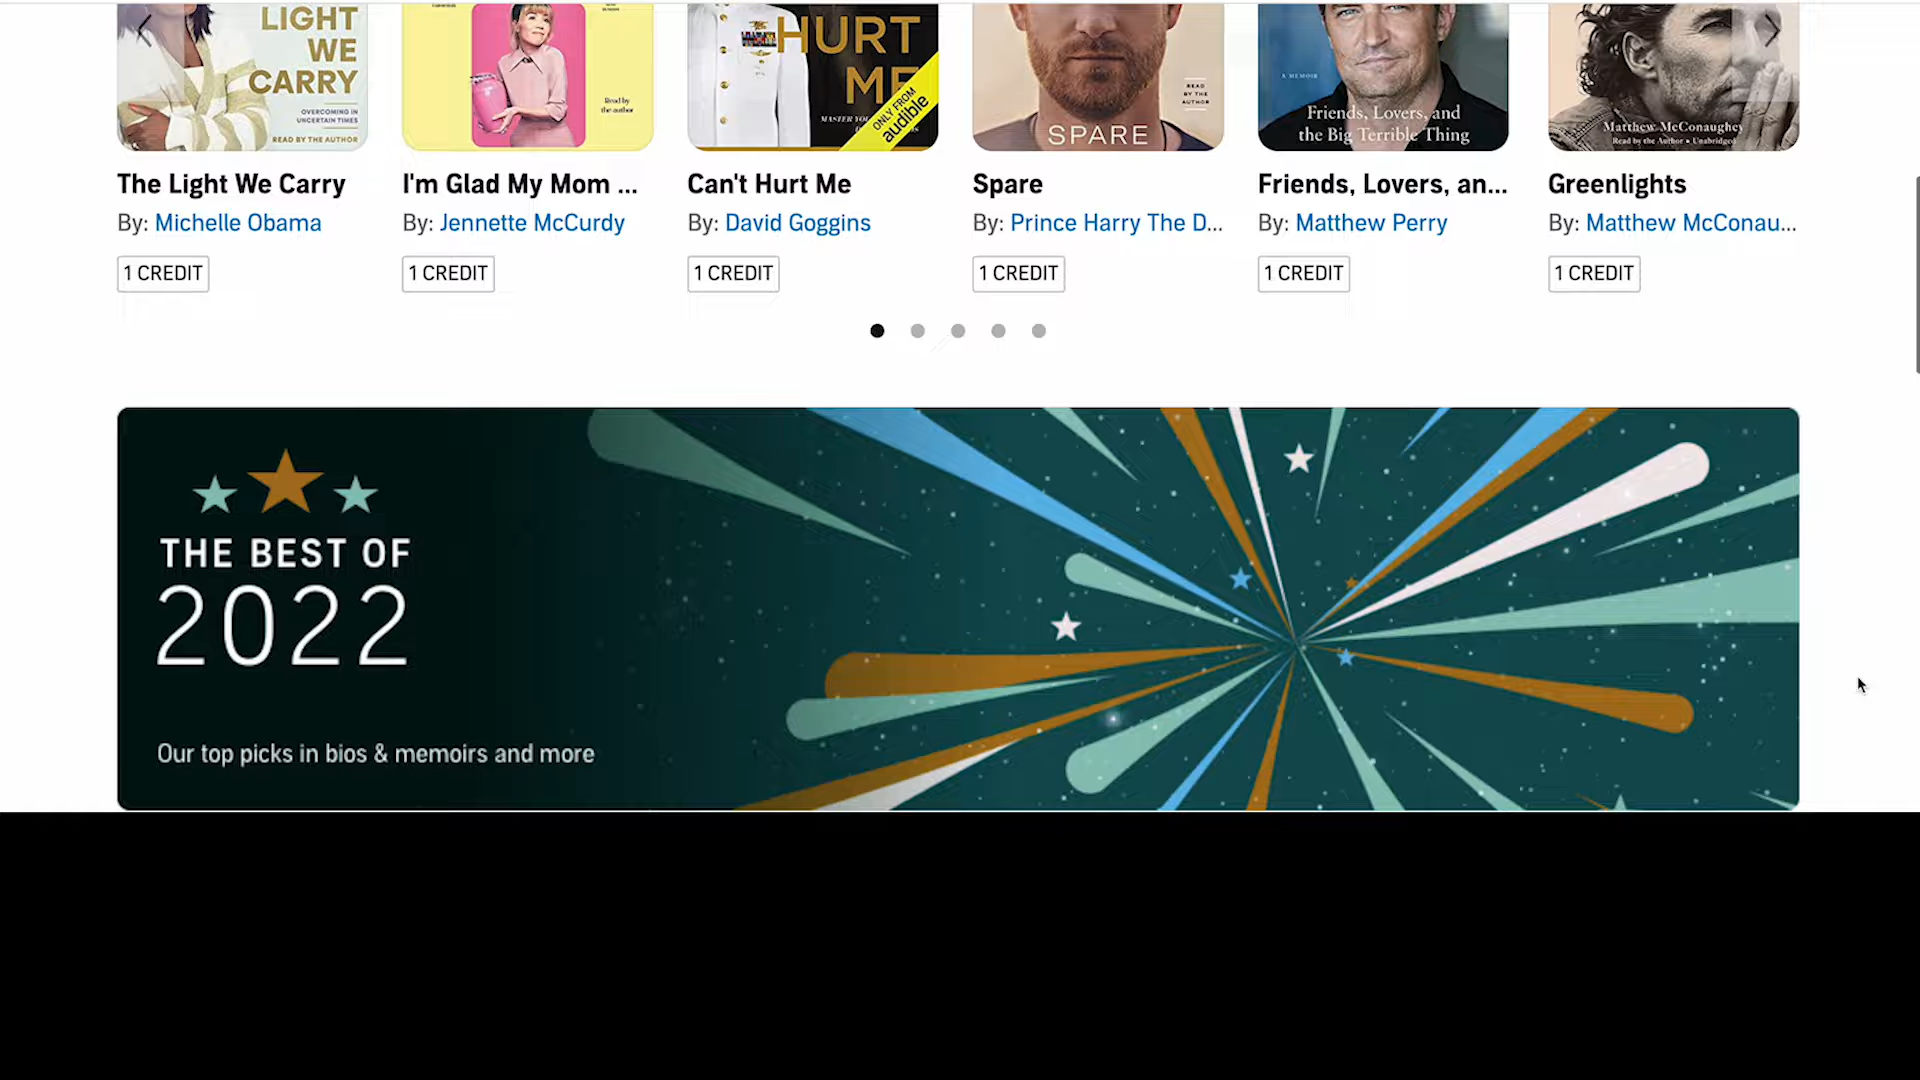 LIGHT
WE
CARRY
OVERCOMING IN
UNCERTAIN TIMES
READ BY THE AUTHOR
Read by
the author
HURT
ME
MASTER YO
ONLY FROM
audible
READ
BY THE
AUTHOR
SPARE
A MEMOIR
Friends, Lovers, and
the Big Terrible Thing
Matthew McConaughey
Read by the Author • Unabridged
The Light We Carry
By: Michelle Obama
1 CREDIT
I'm Glad My Mom ...
By: Jennette McCurdy
1 CREDIT
Can't Hurt Me
By: David Goggins
1 CREDIT
Spare
By: Prince Harry The D...
1 CREDIT
Friends, Lovers, an...
By: Matthew Perry
1 CREDIT
Greenlights
By: Matthew McConau...
1 CREDIT
THE BEST OF
2022
Our top picks in bios & memoirs and more